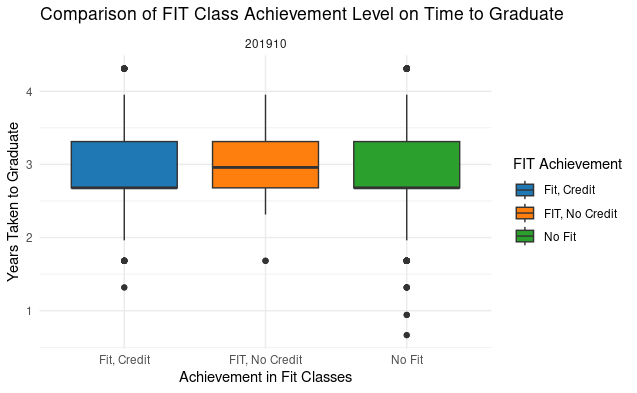 Comparison of FIT Class Achievement Level on Time to Graduate
201910
4
3
2
1
Years Taken to Graduate
Fit, Credit
FIT, No Credit
No Fit
Achievement in Fit Classes
FIT Achievement
Fit, Credit
FIT, No Credit
No Fit